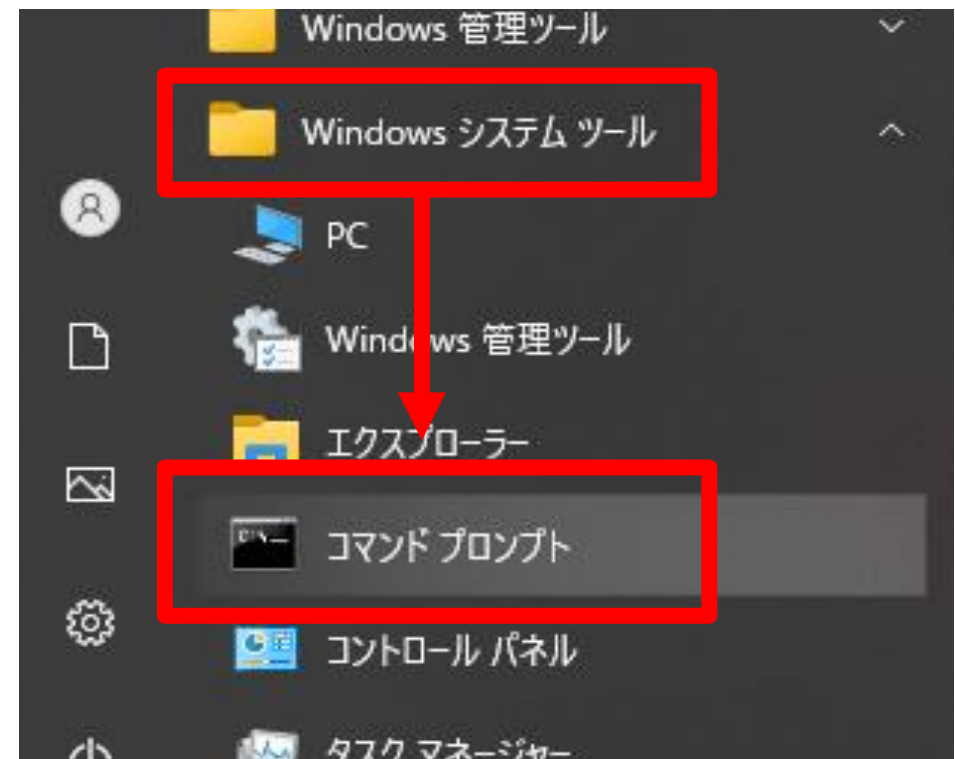 Windows 管理ツール
Windows システム ツール
PC
Windows 管理ツール
エクスプローラー
コマンド プロンプト
コントロール パネル
タスク マネージャー